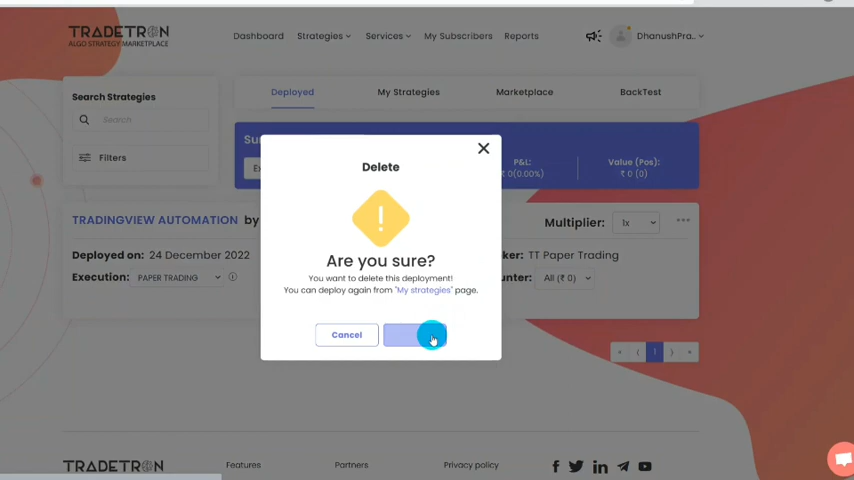 TRADETRON
ALGO STRATEGY MARKETPLACE
Dashboard Strategies Services My Subscribers Reports DhanushPra..
Search Strategies
Search
Filters
Deployed My Strategies Marketplace BackTest
P&L: Value (Pos):
₹ 0(0.00%) ₹ 0 (0)
TRADINGVIEW AUTOMATION by
Multiplier: 1x
Deployed on: 24 December 2022
TT Paper Trading
Execution: PAPER TRADING
All (₹ 0)
Delete
!
Are you sure?
You want to delete this deployment!
You can deploy again from "My strategies" page.
Cancel
« ⟨ 1 ⟩ »
TRADETRON
Features Partners Privacy policy